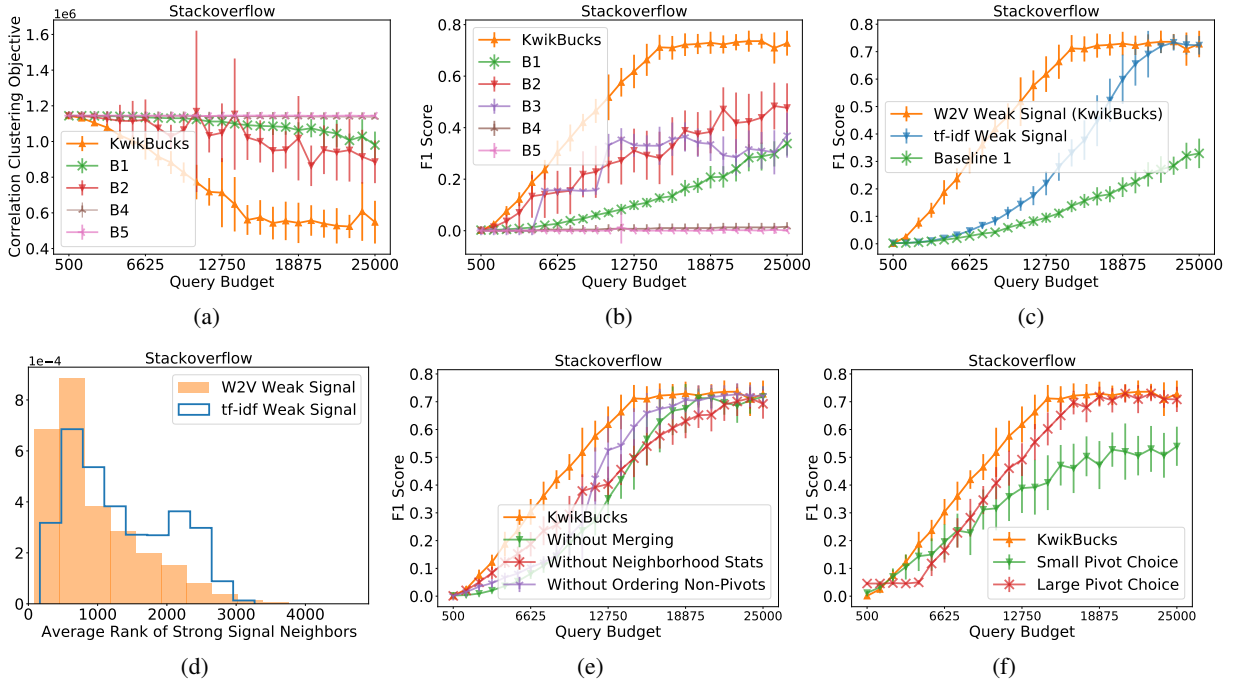 Stackoverflow
1e6
1.6
1.4
1.2
1.0
0.8
0.6
0.4
Correlation Clustering Objective
KwikBucks
B1
B2
B4
B5
500 6625 12750 18875 25000
Query Budget
(a)
Stackoverflow
0.8
0.6
0.4
0.2
0.0
F1 Score
KwikBucks
B1
B2
B3
B4
B5
500 6625 12750 18875 25000
Query Budget
(b)
Stackoverflow
0.8
0.7
0.6
0.5
0.4
0.3
0.2
0.1
0.0
F1 Score
W2V Weak Signal (KwikBucks)
tf-idf Weak Signal
Baseline 1
500 6625 12750 18875 25000
Query Budget
(c)
Stackoverflow
1e−4
8
6
4
2
0
W2V Weak Signal
tf-idf Weak Signal
0 1000 2000 3000 4000
Average Rank of Strong Signal Neighbors
(d)
Stackoverflow
0.8
0.7
0.6
0.5
0.4
0.3
0.2
0.1
0.0
F1 Score
KwikBucks
Without Merging
Without Neighborhood Stats
Without Ordering Non-Pivots
500 6625 12750 18875 25000
Query Budget
(e)
Stackoverflow
0.8
0.7
0.6
0.5
0.4
0.3
0.2
0.1
0.0
F1 Score
KwikBucks
Small Pivot Choice
Large Pivot Choice
500 6625 12750 18875 25000
Query Budget
(f)